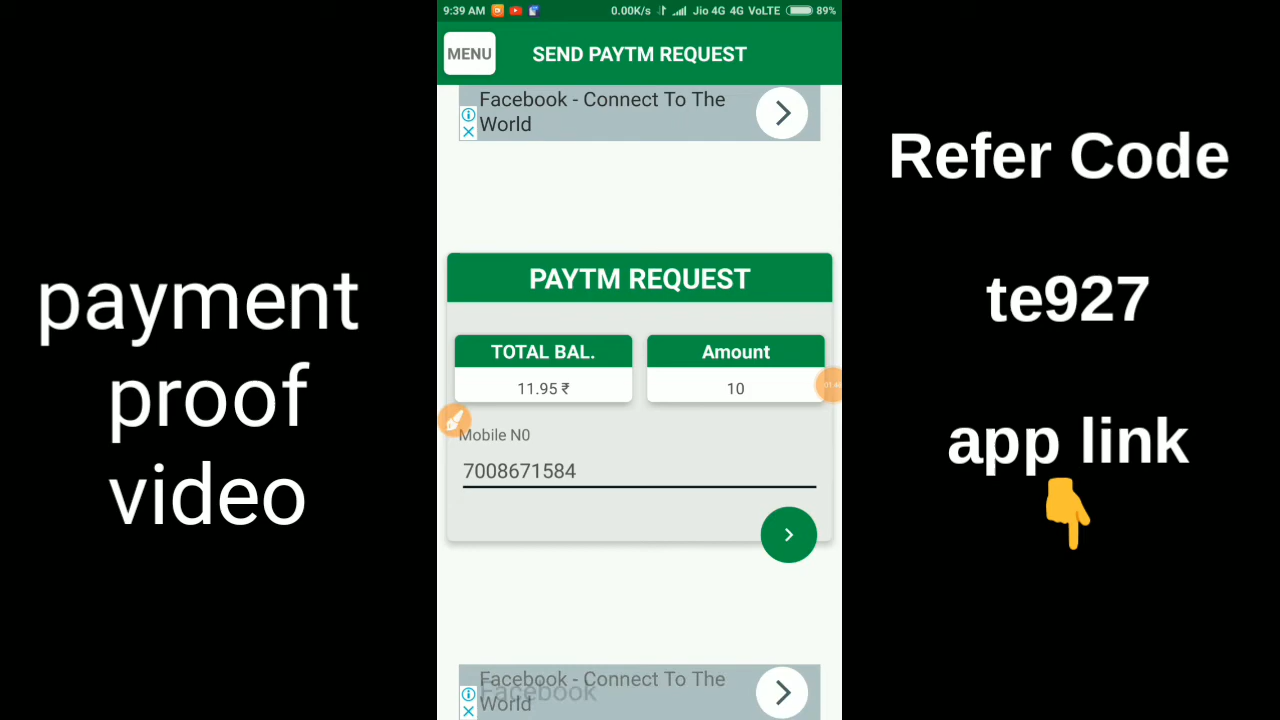 payment
proof
video
9:39 AM
0.00K/s
Jio 4G 4G VoLTE
89%
MENU
SEND PAYTM REQUEST
Facebook - Connect To The
World
PAYTM REQUEST
TOTAL BAL.
Amount
11.95 ₹
10
01:46
Mobile N0
7008671584
Facebook - Connect To The
World
Facebook
Refer Code
te927
app link